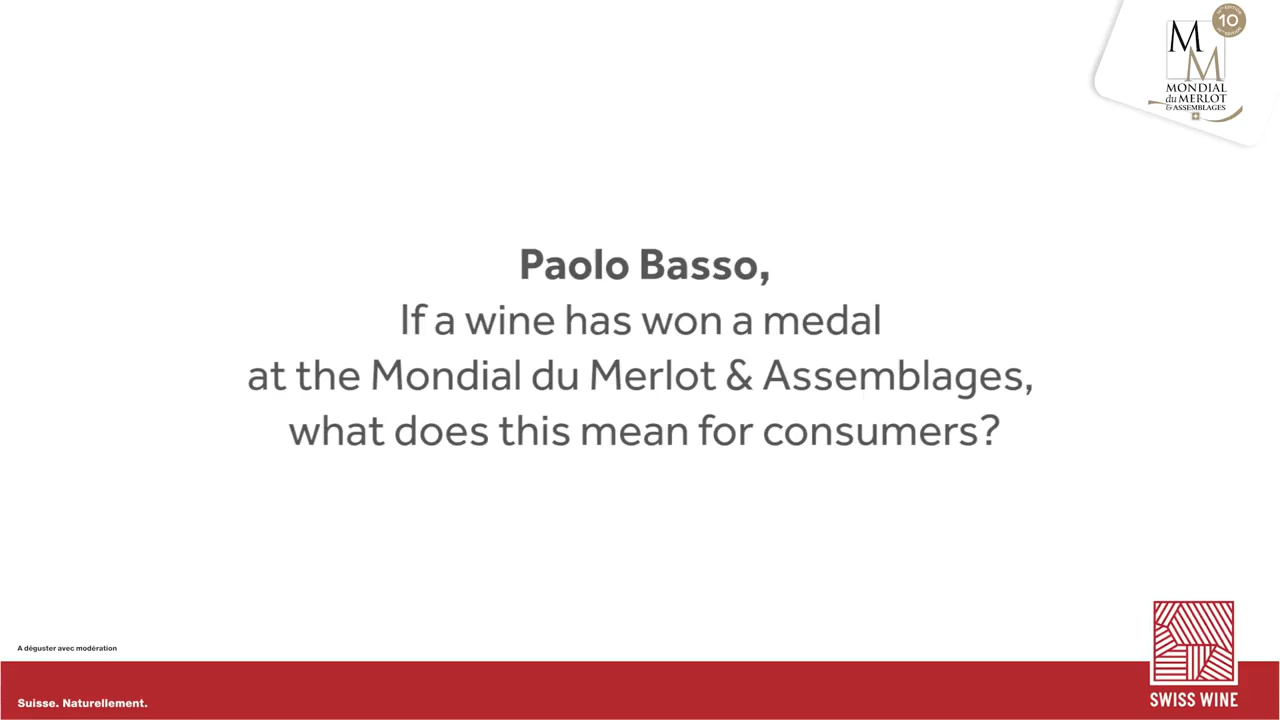 10
MM
MONDIAL
du MERLOT
& ASSEMBLAGES
Paolo Basso,
If a wine has won a medal
at the Mondial du Merlot & Assemblages,
what does this mean for consumers?
A déguster avec modération
Suisse. Naturellement.
SWISS WINE